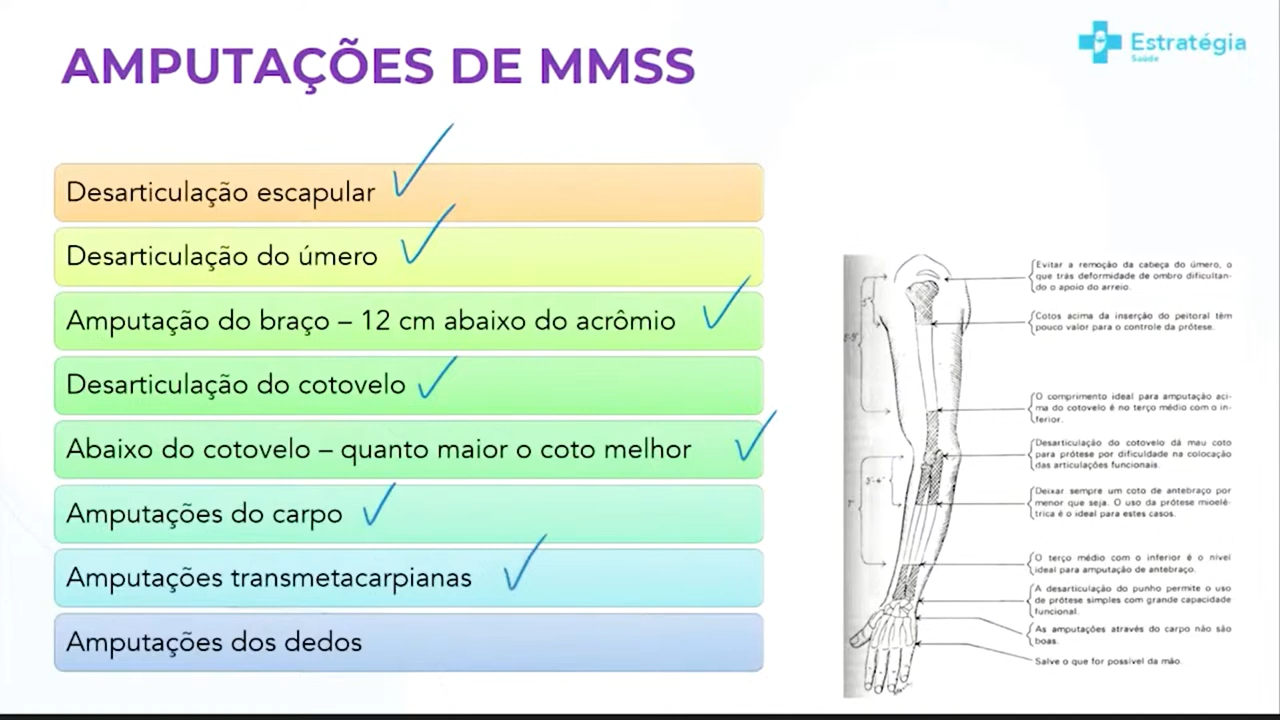 AMPUTAÇÕES DE MMSS
Estratégia
Saúde
Desarticulação escapular
Desarticulação do úmero
Amputação do braço – 12 cm abaixo do acrômio
Desarticulação do cotovelo
Abaixo do cotovelo – quanto maior o coto melhor
Amputações do carpo
Amputações transmetacarpianas
Amputações dos dedos
Evitar a remoção da cabeça do úmero, o
que trás deformidade de ombro dificultan-
do o apoio do arreio.
Cotos acima da inserção do peitoral têm
pouco valor para o controle da prótese.
O comprimento ideal para amputação aci-
ma do cotovelo é no terço médio com o in-
ferior.
Desarticulação do cotovelo dá mau coto
para prótese por dificuldade na colocação
das articulações funcionais.
Deixar sempre um coto de antebraço por
menor que seja. O uso da prótese mioelé-
trica é o ideal para estes casos.
O terço médio com o inferior é o nível
ideal para amputação de antebraço.
A desarticulação do punho permite o uso
de prótese simples com grande capacidade
funcional.
As amputações através do carpo não são
boas.
Salve o que for possível da mão.